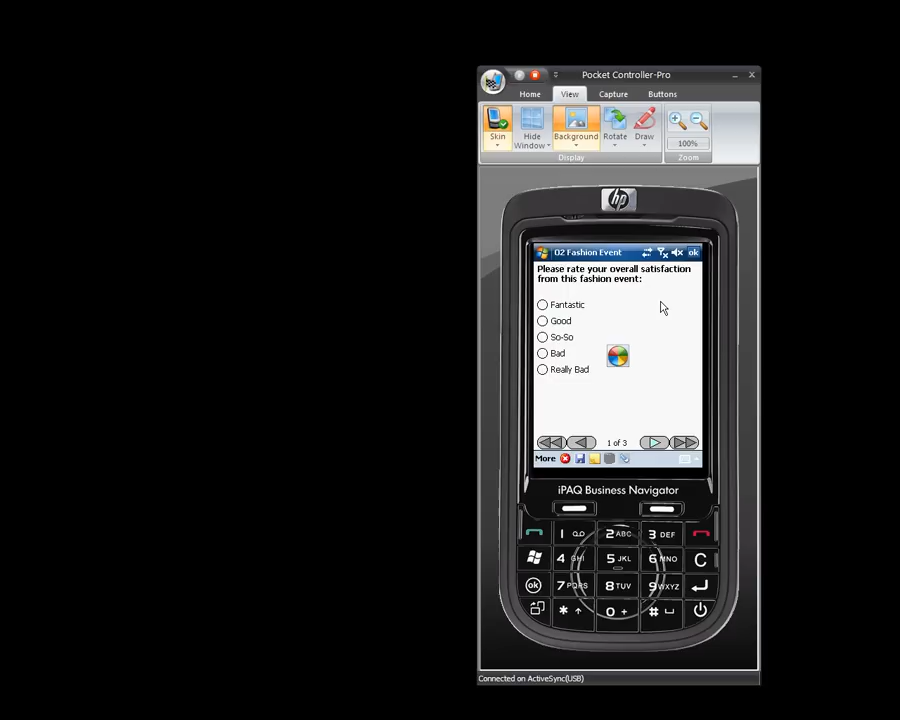 Pocket Controller-Pro
Home View Capture Buttons
Skin Hide Window Background Rotate Draw
100%
Display Zoom
hp
O2 Fashion Event ok
Please rate your overall satisfaction
from this fashion event:
Fantastic
Good
So-So
Bad
Really Bad
1 of 3
More
iPAQ Business Navigator
1 2 ABC 3 DEF
4 GHI 5 JKL 6 MNO C
ok 7 PQRS 8 TUV 9 WXYZ
* 0 + #
Connected on ActiveSync(USB)